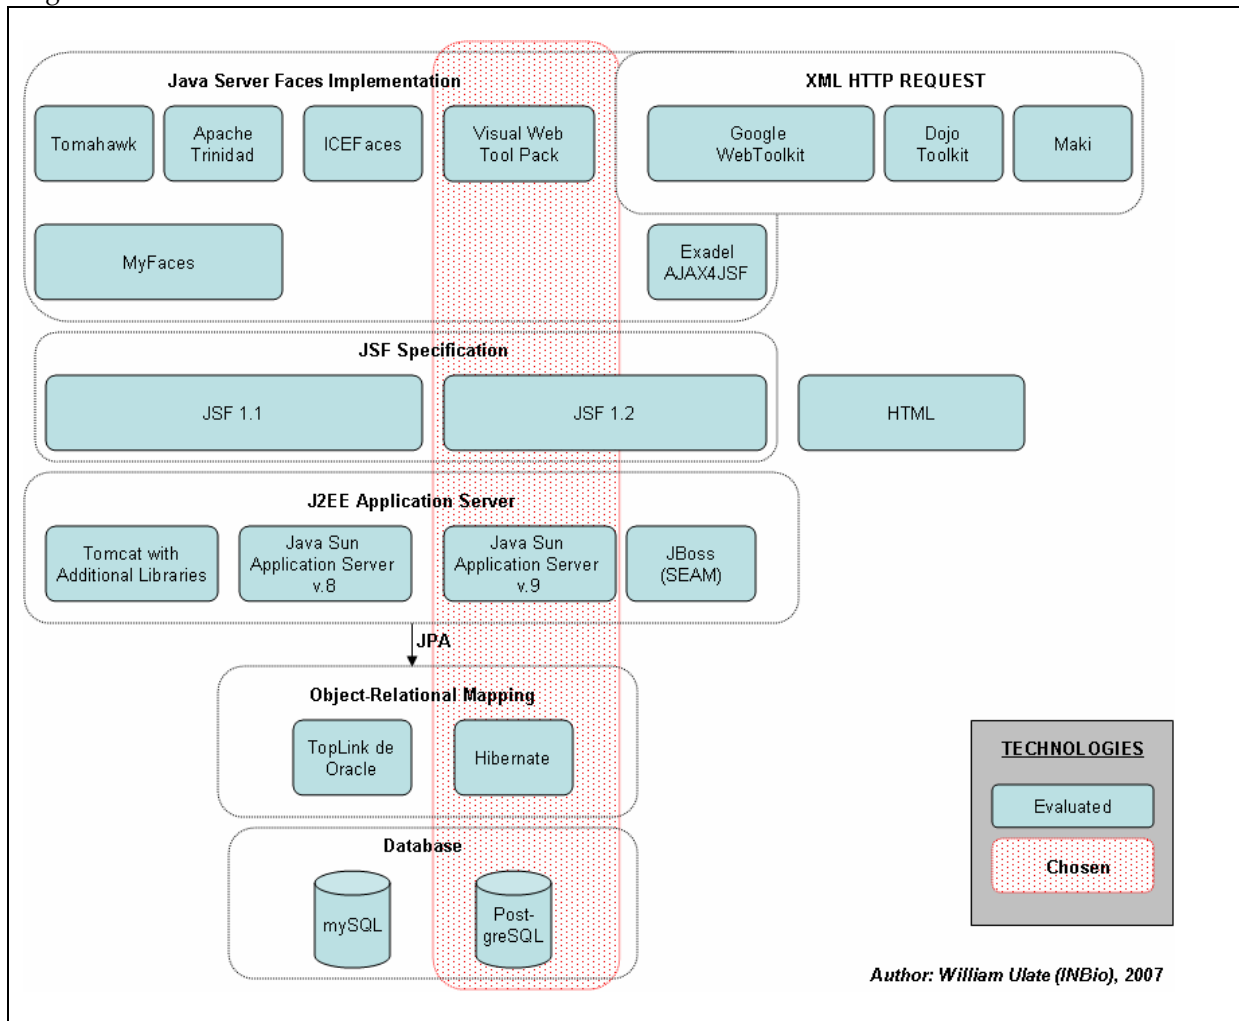 Java Server Faces Implementation
XML HTTP REQUEST
Tomahawk
Apache
Trinidad
ICEFaces
Visual Web
Tool Pack
Google
WebToolkit
Dojo
Toolkit
Maki
MyFaces
Exadel
AJAX4JSF
JSF Specification
JSF 1.1
JSF 1.2
HTML
J2EE Application Server
Tomcat with
Additional Libraries
Java Sun
Application Server
v.8
Java Sun
Application Server
v.9
JBoss
(SEAM)
JPA
Object-Relational Mapping
TopLink de
Oracle
Hibernate
Database
mySQL
Post-
greSQL
TECHNOLOGIES
Evaluated
Chosen
Author: William Ulate (INBio), 2007